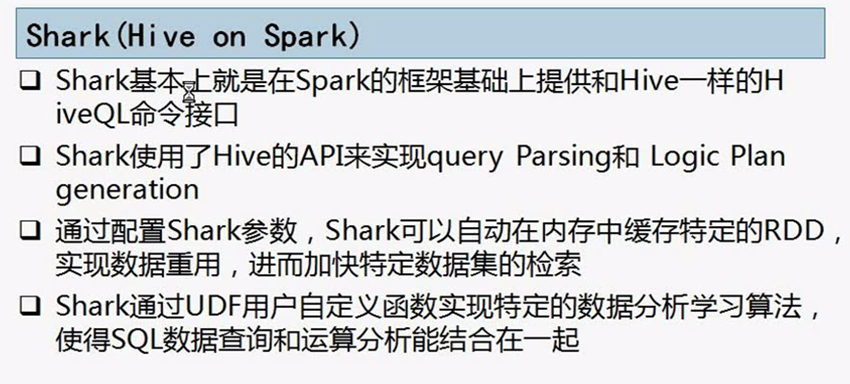 Shark(Hive on Spark)
Shark基本上就是在Spark的框架基础上提供和Hive一样的H
iveQL命令接口
Shark使用了Hive的API来实现query Parsing和 Logic Plan
generation
通过配置Shark参数，Shark可以自动在内存中缓存特定的RDD，
实现数据重用，进而加快特定数据集的检索
Shark通过UDF用户自定义函数实现特定的数据分析学习算法，
使得SQL数据查询和运算分析能结合在一起